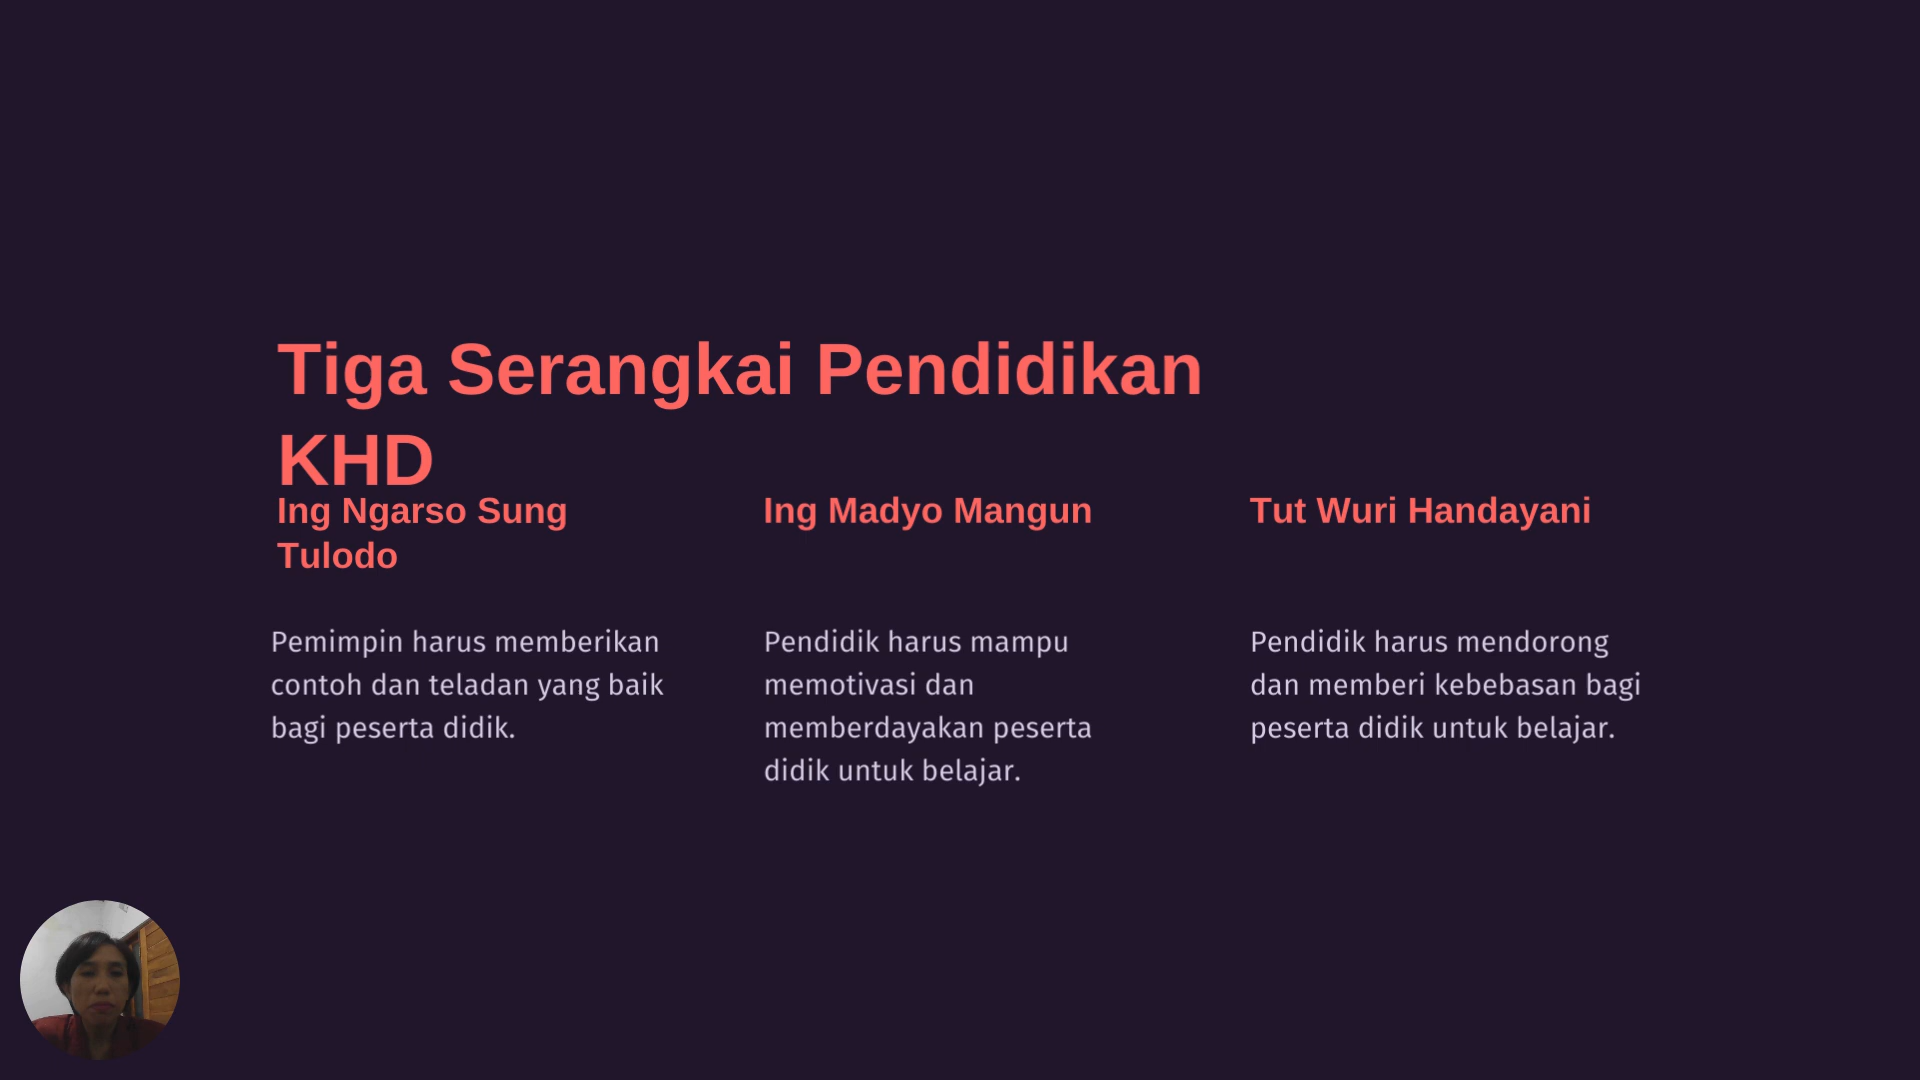 Tiga Serangkai Pendidikan
KHD
Ing Ngarso Sung
Tulodo
Pemimpin harus memberikan
contoh dan teladan yang baik
bagi peserta didik.
Ing Madyo Mangun
Pendidik harus mampu
memotivasi dan
memberdayakan peserta
didik untuk belajar.
Tut Wuri Handayani
Pendidik harus mendorong
dan memberi kebebasan bagi
peserta didik untuk belajar.